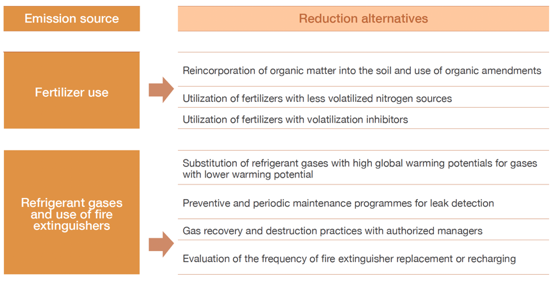 Emission source
Reduction alternatives
Fertilizer use
Reincorporation of organic matter into the soil and use of organic amendments
Utilization of fertilizers with less volatilized nitrogen sources
Utilization of fertilizers with volatilization inhibitors
Refrigerant gases
and use of fire
extinguishers
Substitution of refrigerant gases with high global warming potentials for gases
with lower warming potential
Preventive and periodic maintenance programmes for leak detection
Gas recovery and destruction practices with authorized managers
Evaluation of the frequency of fire extinguisher replacement or recharging